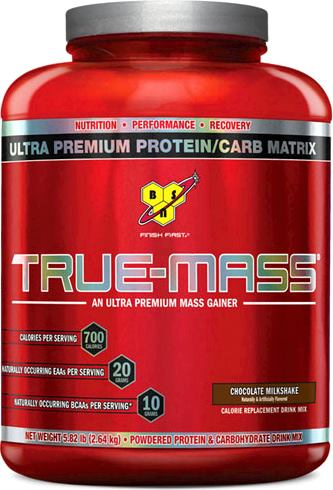 NUTRITION • PERFORMANCE • RECOVERY
ULTRA PREMIUM PROTEIN/CARB MATRIX
BSN
FINISH FIRST.
TRUE-MASS®
AN ULTRA PREMIUM MASS GAINER
CALORIES PER SERVING 700 CALORIES
NATURALLY OCCURRING EAAs PER SERVING* 20 GRAMS
NATURALLY OCCURRING BCAAs PER SERVING* 10 GRAMS
CHOCOLATE MILKSHAKE
Naturally & Artificially Flavored
CALORIE REPLACEMENT DRINK MIX
NET WEIGHT 5.82 lb (2.64 kg) • POWDERED PROTEIN & CARBOHYDRATE DRINK MIX